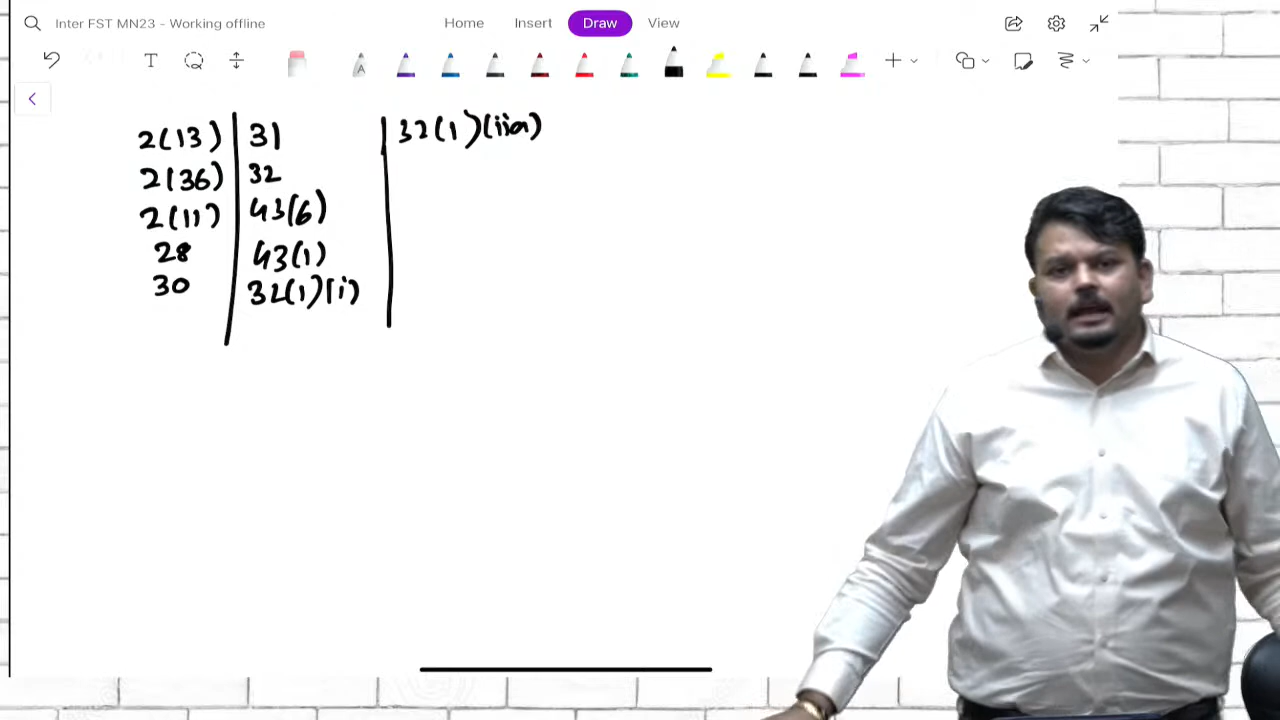 Inter FST MN23 - Working offline
Home Insert Draw View
T A
2(13) 31 32(1)(iia)
2(36) 32
2(11) 43(6)
28 43(1)
30 32(1)(i)